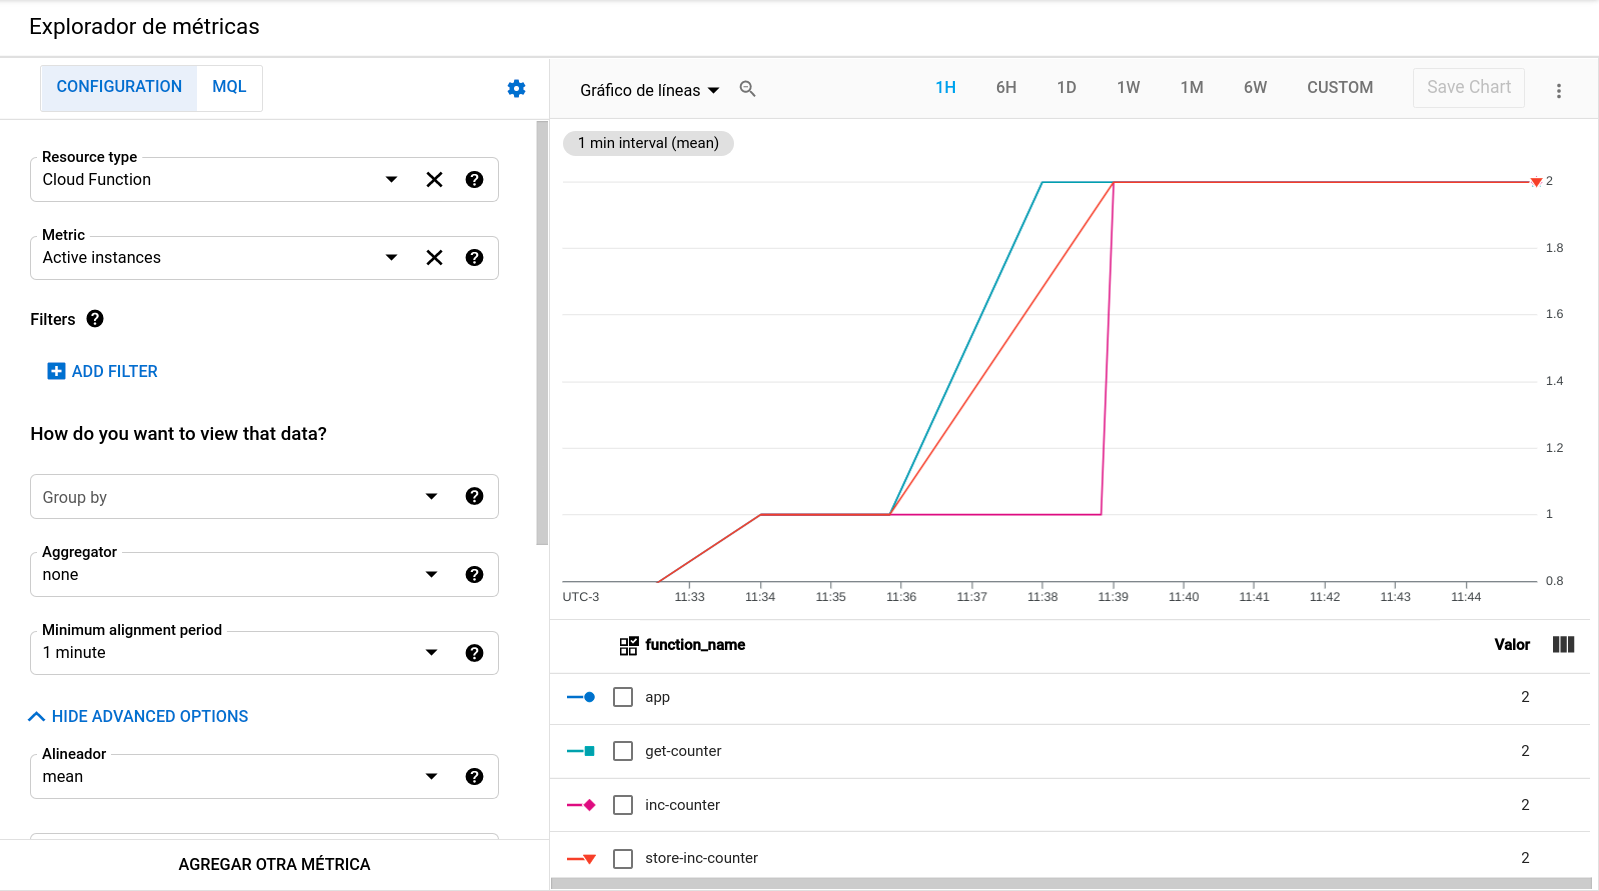 Explorador de métricas
CONFIGURATION MQL
Resource type
Cloud Function
Metric
Active instances
Filters
ADD FILTER
How do you want to view that data?
Group by
Aggregator
none
Minimum alignment period
1 minute
HIDE ADVANCED OPTIONS
Alineador
mean
AGREGAR OTRA MÉTRICA
Gráfico de líneas 1H 6H 1D 1W 1M 6W CUSTOM Save Chart
1 min interval (mean)
2
1.8
1.6
1.4
1.2
1
0.8
UTC-3 11:33 11:34 11:35 11:36 11:37 11:38 11:39 11:40 11:41 11:42 11:43 11:44
function_name Valor
app 2
get-counter 2
inc-counter 2
store-inc-counter 2